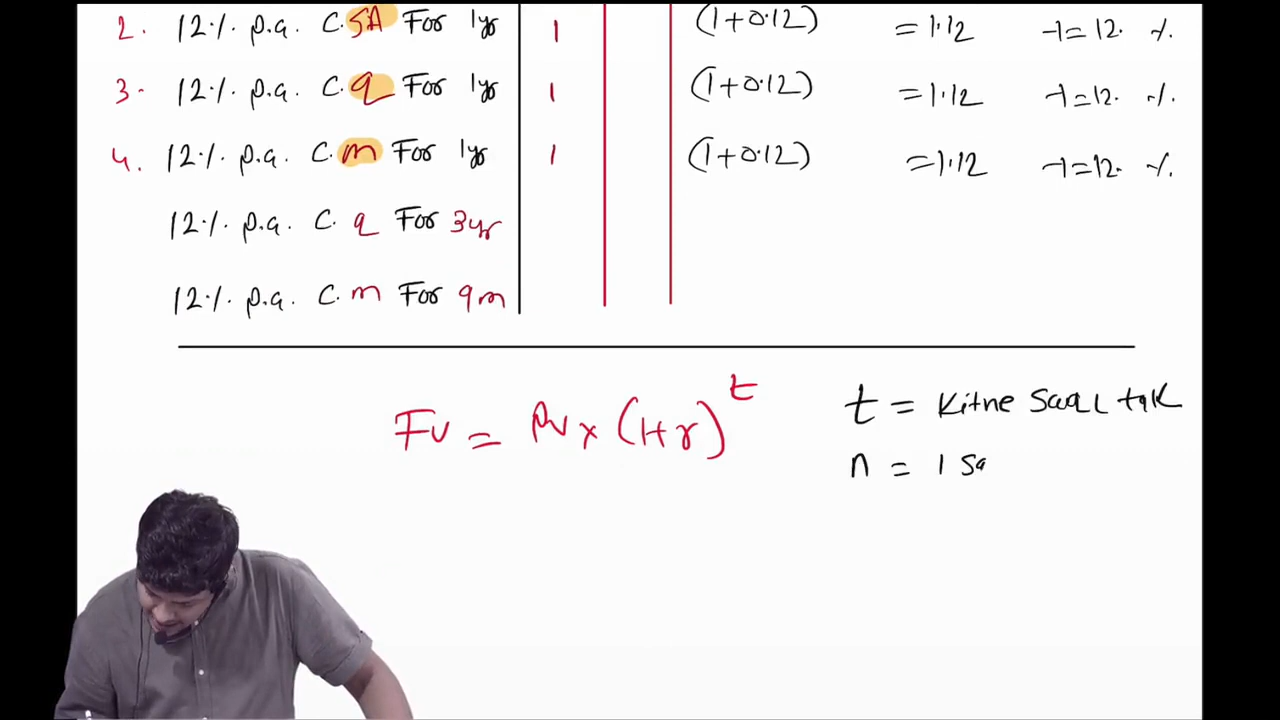 2. 12% p.a. C. SA For 1yr 1 (1+0.12) = 1.12 -1 = 12. %
3. 12% p.a. C. q For 1yr 1 (1+0.12) = 1.12 -1 = 12. %
4. 12% p.a. C. m For 1yr 1 (1+0.12) = 1.12 -1 = 12. %
12% p.a. C. q For 3yr
12% p.a. C. m For 9m
Fv = Pv x (1+r)^t
t = Kitne Saal tak
n = 1 Sa